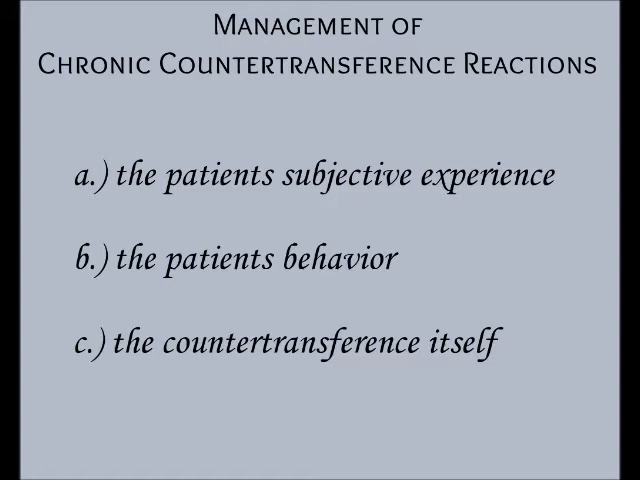 Management of
Chronic Countertransference Reactions
a.) the patients subjective experience
b.) the patients behavior
c.) the countertransference itself